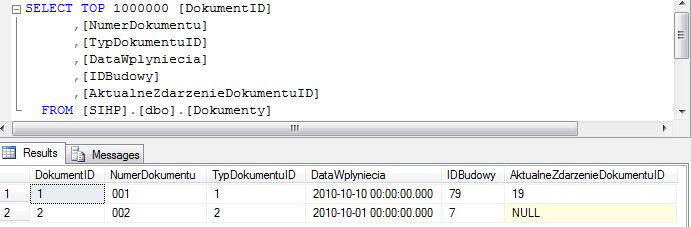 SELECT TOP 1000000 [DokumentID]
,[NumerDokumentu]
,[TypDokumentuID]
,[DataWplyniecia]
,[IDBudowy]
,[AktualneZdarzenieDokumentuID]
FROM [SIHP].[dbo].[Dokumenty]
Results Messages
DokumentID NumerDokumentu TypDokumentuID DataWplyniecia IDBudowy AktualneZdarzenieDokumentuID
1 1 001 1 2010-10-10 00:00:00.000 79 19
2 2 002 2 2010-10-01 00:00:00.000 7 NULL